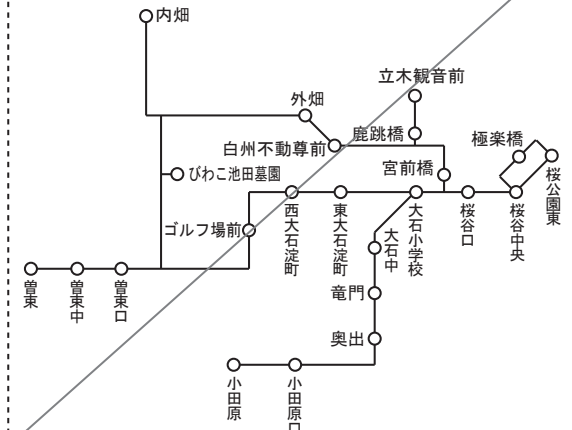 内畑
立木観音前
外畑
鹿跳橋
極楽橋
白州不動尊前
宮前橋
桜公園東
びわこ池田墓園
ゴルフ場前
西大石淀町
東大石淀町
大石小学校
桜谷口
桜谷中央
大石中
曽東
曽東中
曽東口
竜門
奥出
小田原
小田原口